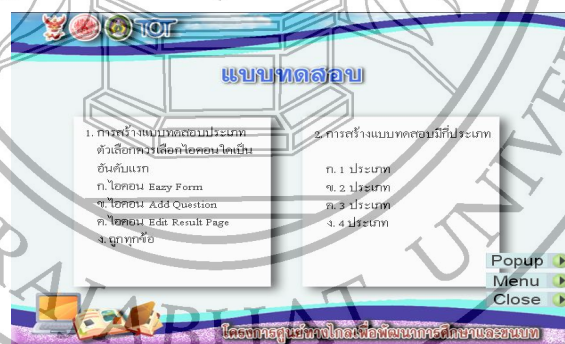 TOT
แบบทดสอบ
1. การสร้างแบบทดสอบประเภท
ตัวเลือกควรเลือกไอคอนใดเป็น
อันดับแรก
ก. ไอคอน Eazy Form
ข. ไอคอน Add Question
ค. ไอคอน Edit Result Page
ง. ถูกทุกข้อ
2. การสร้างแบบทดสอบมีกี่ประเภท
ก. 1 ประเภท
ข. 2 ประเภท
ค. 3 ประเภท
ง. 4 ประเภท
Popup
Menu
Close
โครงการศูนย์ทางไกลเพื่อพัฒนาการศึกษาและชนบท